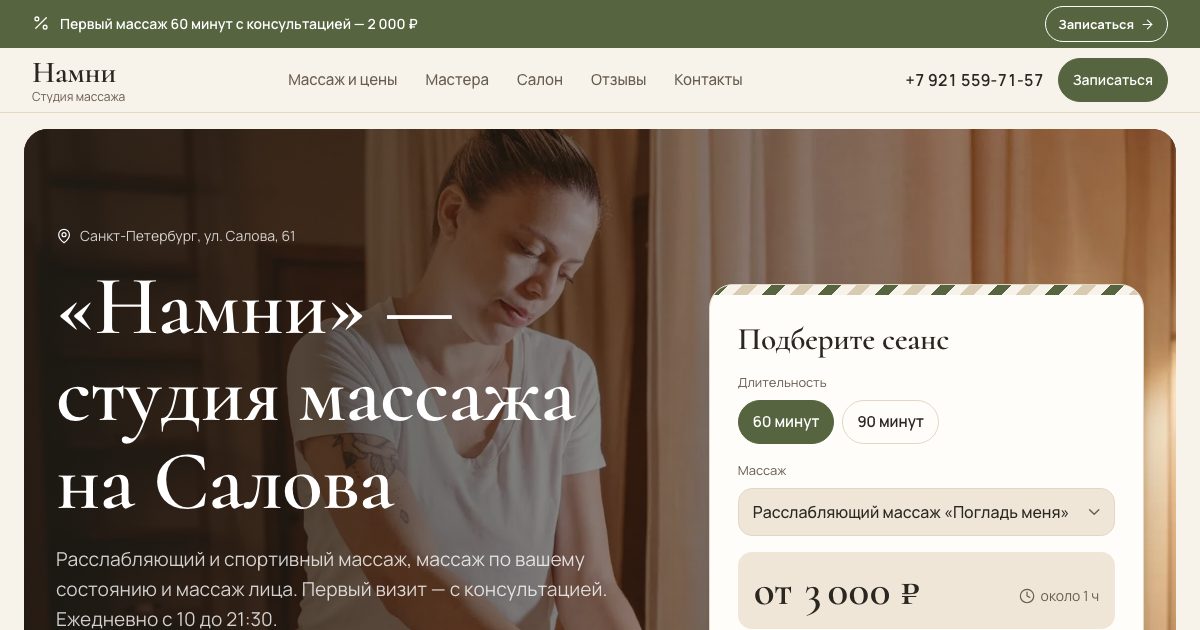 Первый массаж 60 минут с консультацией — 2 000 ₽
Записаться →
Намни
Студия массажа
Массаж и цены
Мастера
Салон
Отзывы
Контакты
+7 921 559-71-57
Записаться
Санкт-Петербург, ул. Салова, 61
«Намни» —
студия массажа
на Салова
Расслабляющий и спортивный массаж, массаж по вашему
состоянию и массаж лица. Первый визит — с консультацией.
Ежедневно с 10 до 21:30.
Подберите сеанс
Длительность
60 минут
90 минут
Массаж
Расслабляющий массаж «Погладь меня»
от 3 000 ₽
около 1 ч